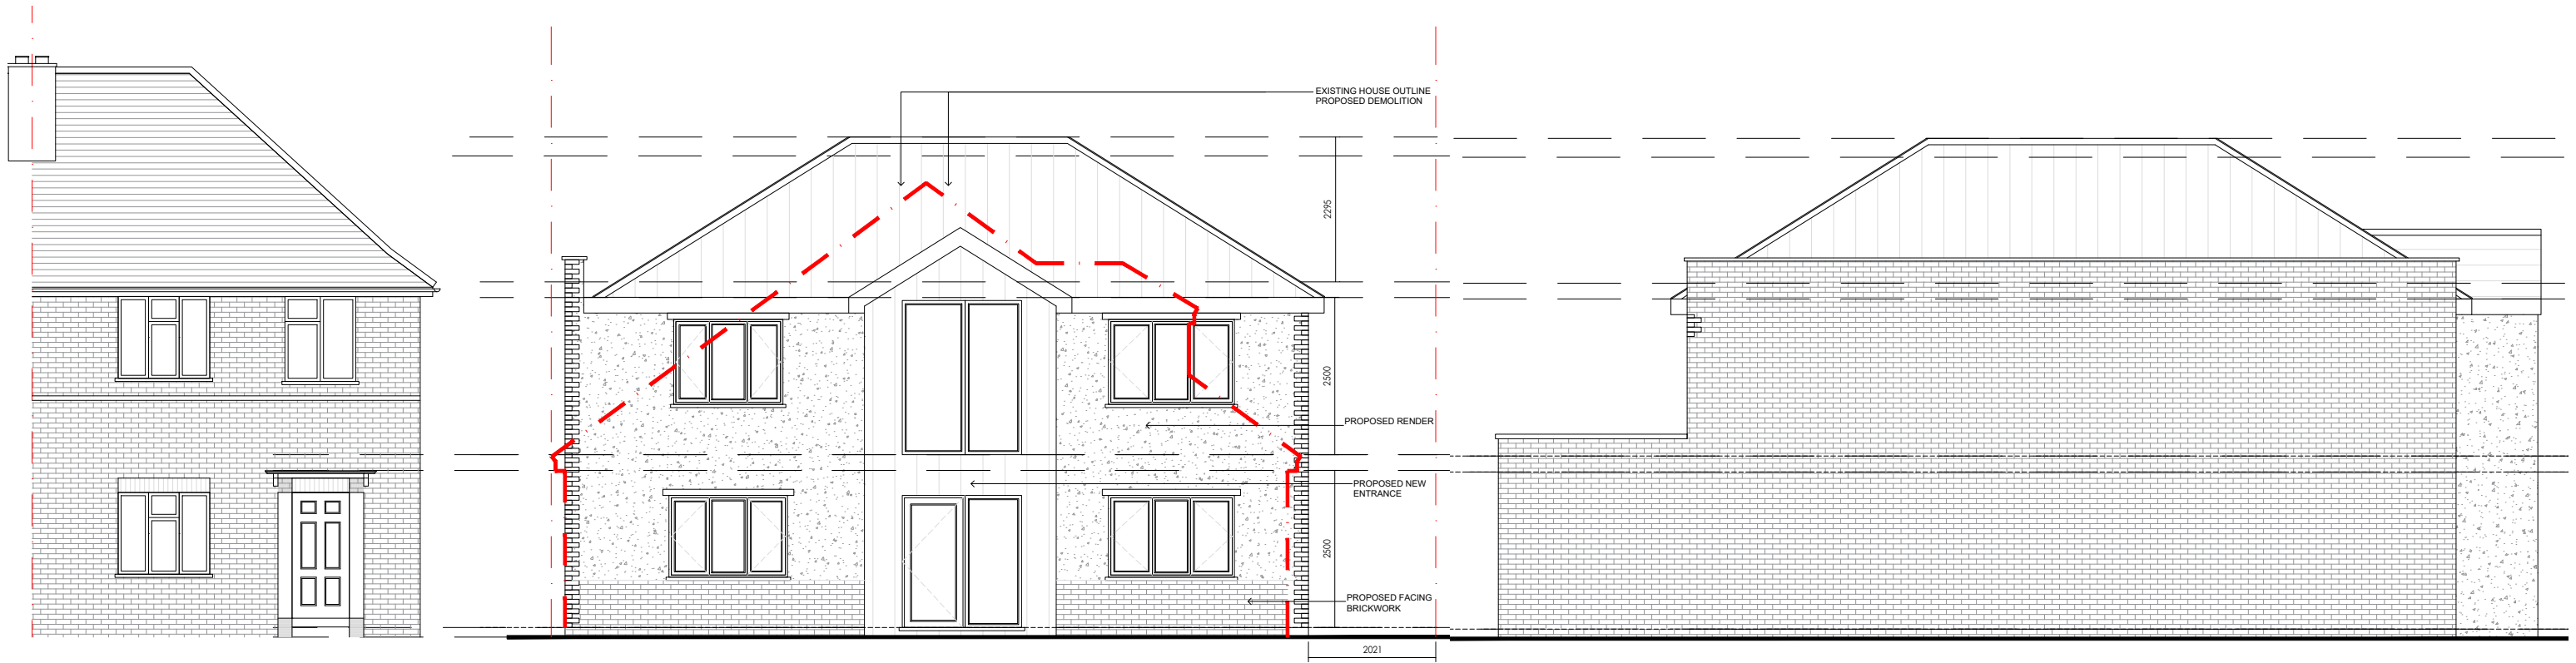 EXISTING HOUSE OUTLINE
PROPOSED DEMOLITION
2295
2500
PROPOSED RENDER
PROPOSED NEW
ENTRANCE
2500
PROPOSED FACING
BRICKWORK
2021